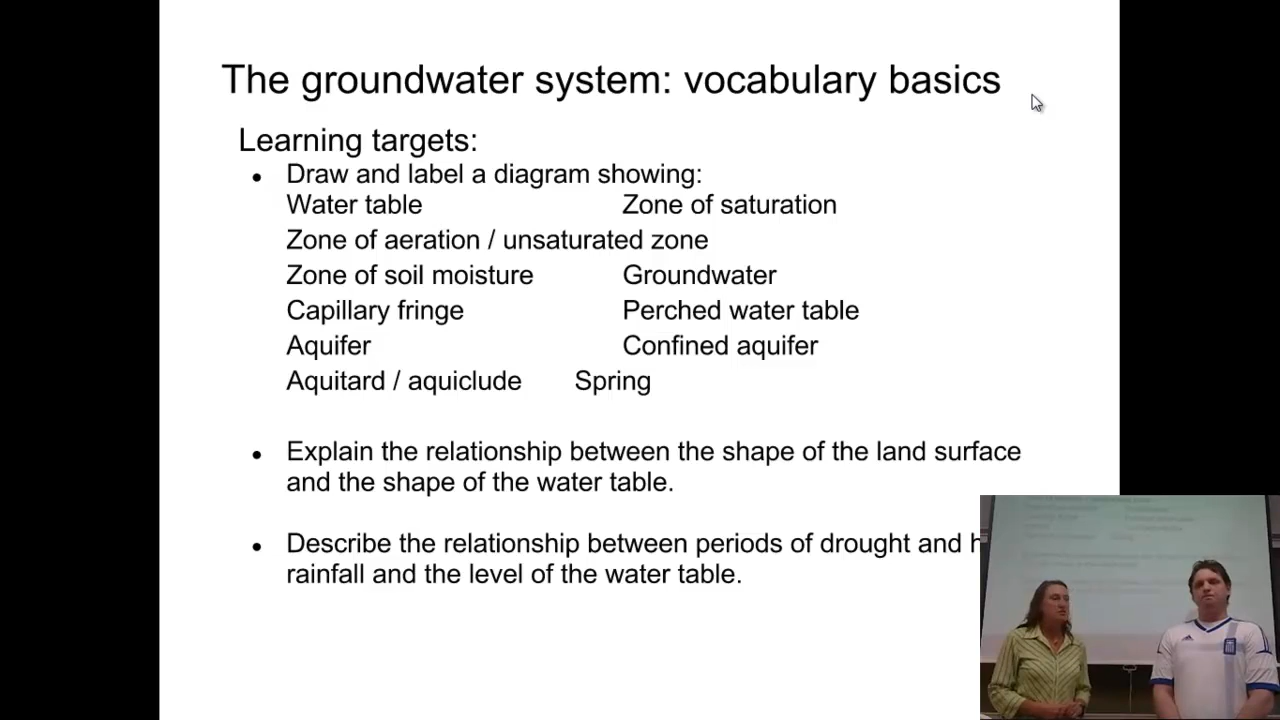 The groundwater system: vocabulary basics
Learning targets:
• Draw and label a diagram showing:
Water table Zone of saturation
Zone of aeration / unsaturated zone
Zone of soil moisture Groundwater
Capillary fringe Perched water table
Aquifer Confined aquifer
Aquitard / aquiclude Spring
• Explain the relationship between the shape of the land surface
and the shape of the water table.
• Describe the relationship between periods of drought and
rainfall and the level of the water table.